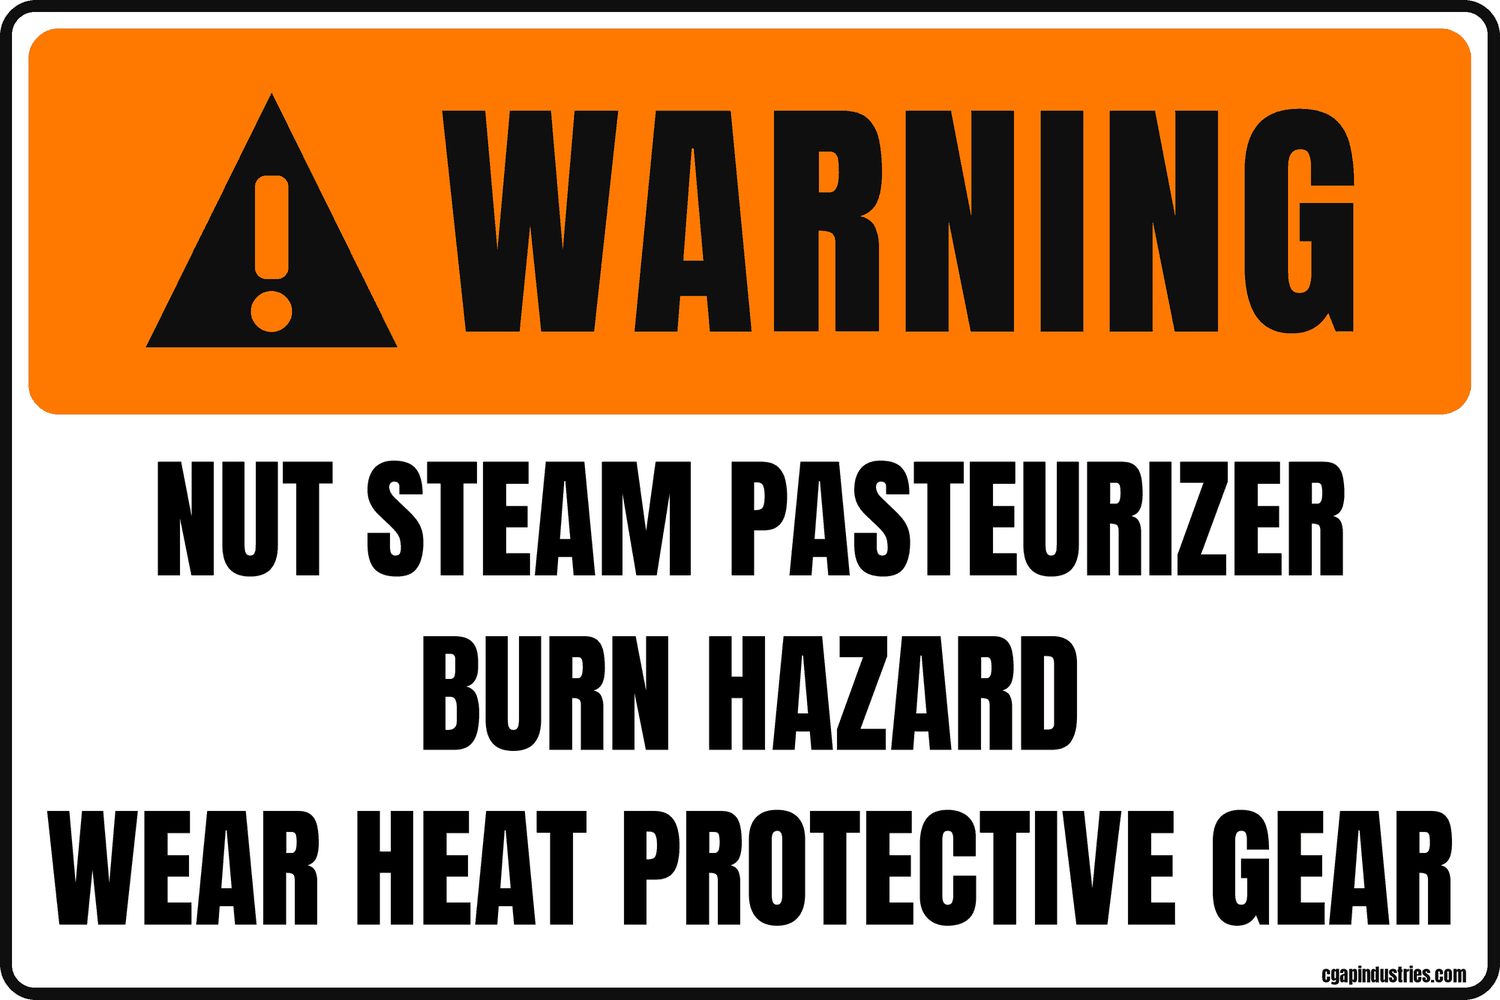 WARNING
NUT STEAM PASTEURIZER
BURN HAZARD
WEAR HEAT PROTECTIVE GEAR
cgapindustries.com